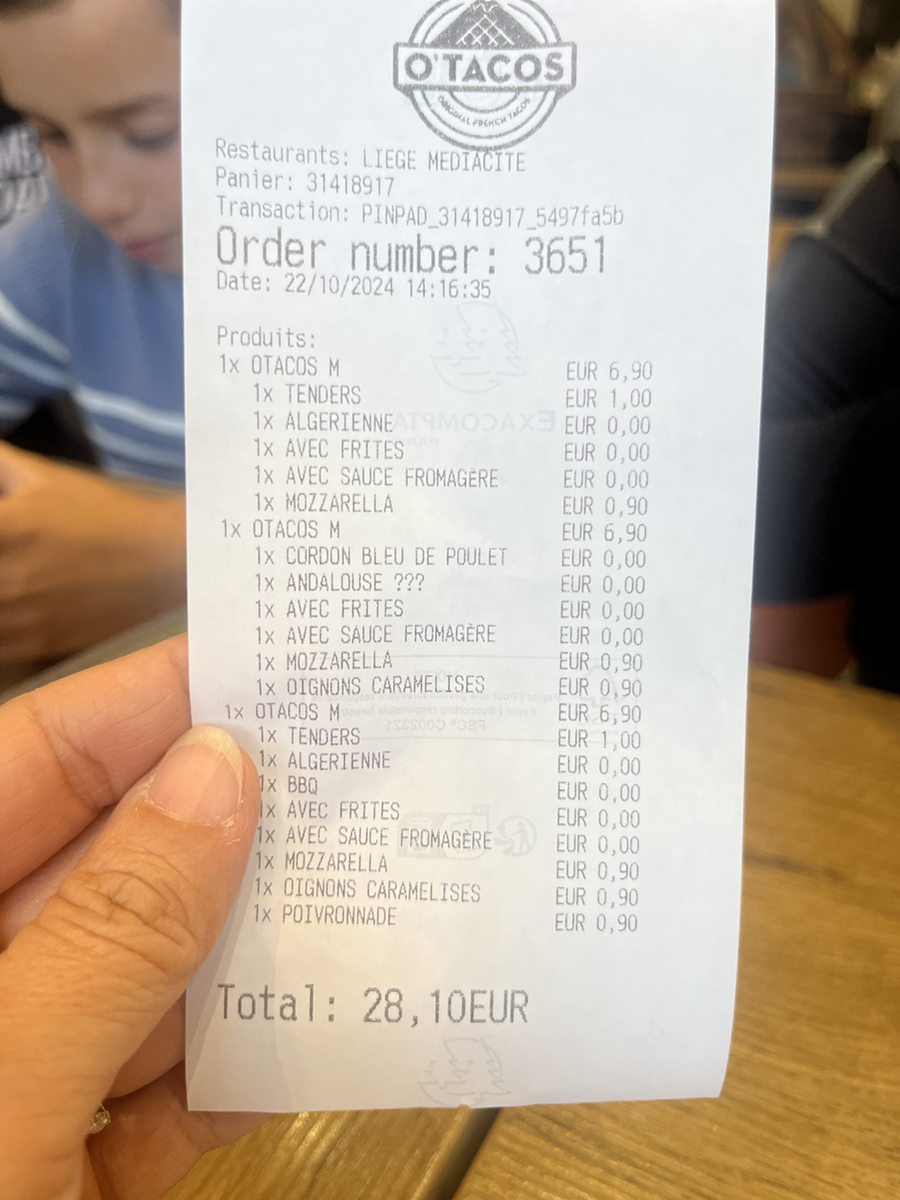 O'TACOS
ORIGINAL FRENCH TACOS
Restaurants: LIEGE MEDIACITE
Panier: 31418917
Transaction: PINPAD_31418917_5497fa5b
Order number: 3651
Date: 22/10/2024 14:16:35
Produits:
1x OTACOS M EUR 6,90
1x TENDERS EUR 1,00
1x ALGERIENNE EUR 0,00
1x AVEC FRITES EUR 0,00
1x AVEC SAUCE FROMAGÈRE EUR 0,00
1x MOZZARELLA EUR 0,90
1x OTACOS M EUR 6,90
1x CORDON BLEU DE POULET EUR 0,00
1x ANDALOUSE ??? EUR 0,00
1x AVEC FRITES EUR 0,00
1x AVEC SAUCE FROMAGÈRE EUR 0,00
1x MOZZARELLA EUR 0,90
1x OIGNONS CARAMELISES EUR 0,90
1x OTACOS M EUR 6,90
1x TENDERS EUR 1,00
1x ALGERIENNE EUR 0,00
1x BBQ EUR 0,00
1x AVEC FRITES EUR 0,00
1x AVEC SAUCE FROMAGÈRE EUR 0,00
1x MOZZARELLA EUR 0,90
1x OIGNONS CARAMELISES EUR 0,90
1x POIVRONNADE EUR 0,90
Total: 28,10EUR
EXACOMPTA
FSC® C002321